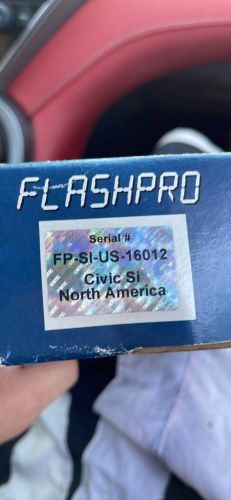 FLASHPRO
Serial #
FP-SI-US-16012
Civic Si
North America